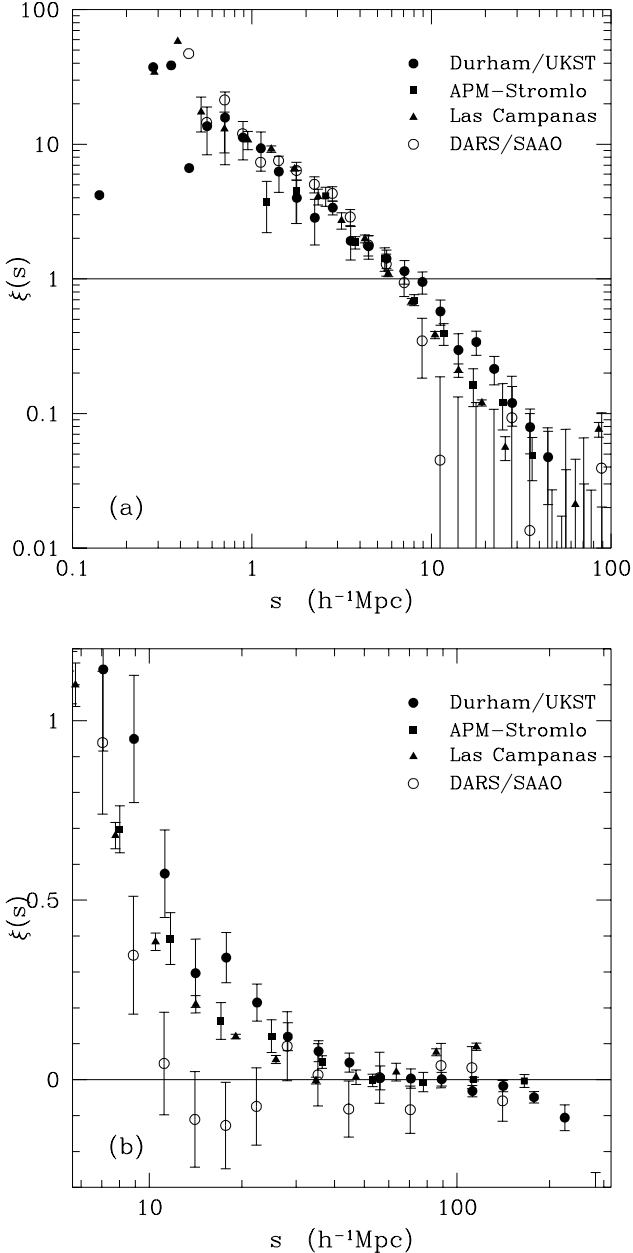 100
10
1
0.1
0.01
ξ(s)
Durham/UKST
APM−Stromlo
Las Campanas
DARS/SAAO
(a)
0.1
1
10
100
s (h⁻¹Mpc)
1
0.5
0
ξ(s)
Durham/UKST
APM−Stromlo
Las Campanas
DARS/SAAO
(b)
10
100
s (h⁻¹Mpc)